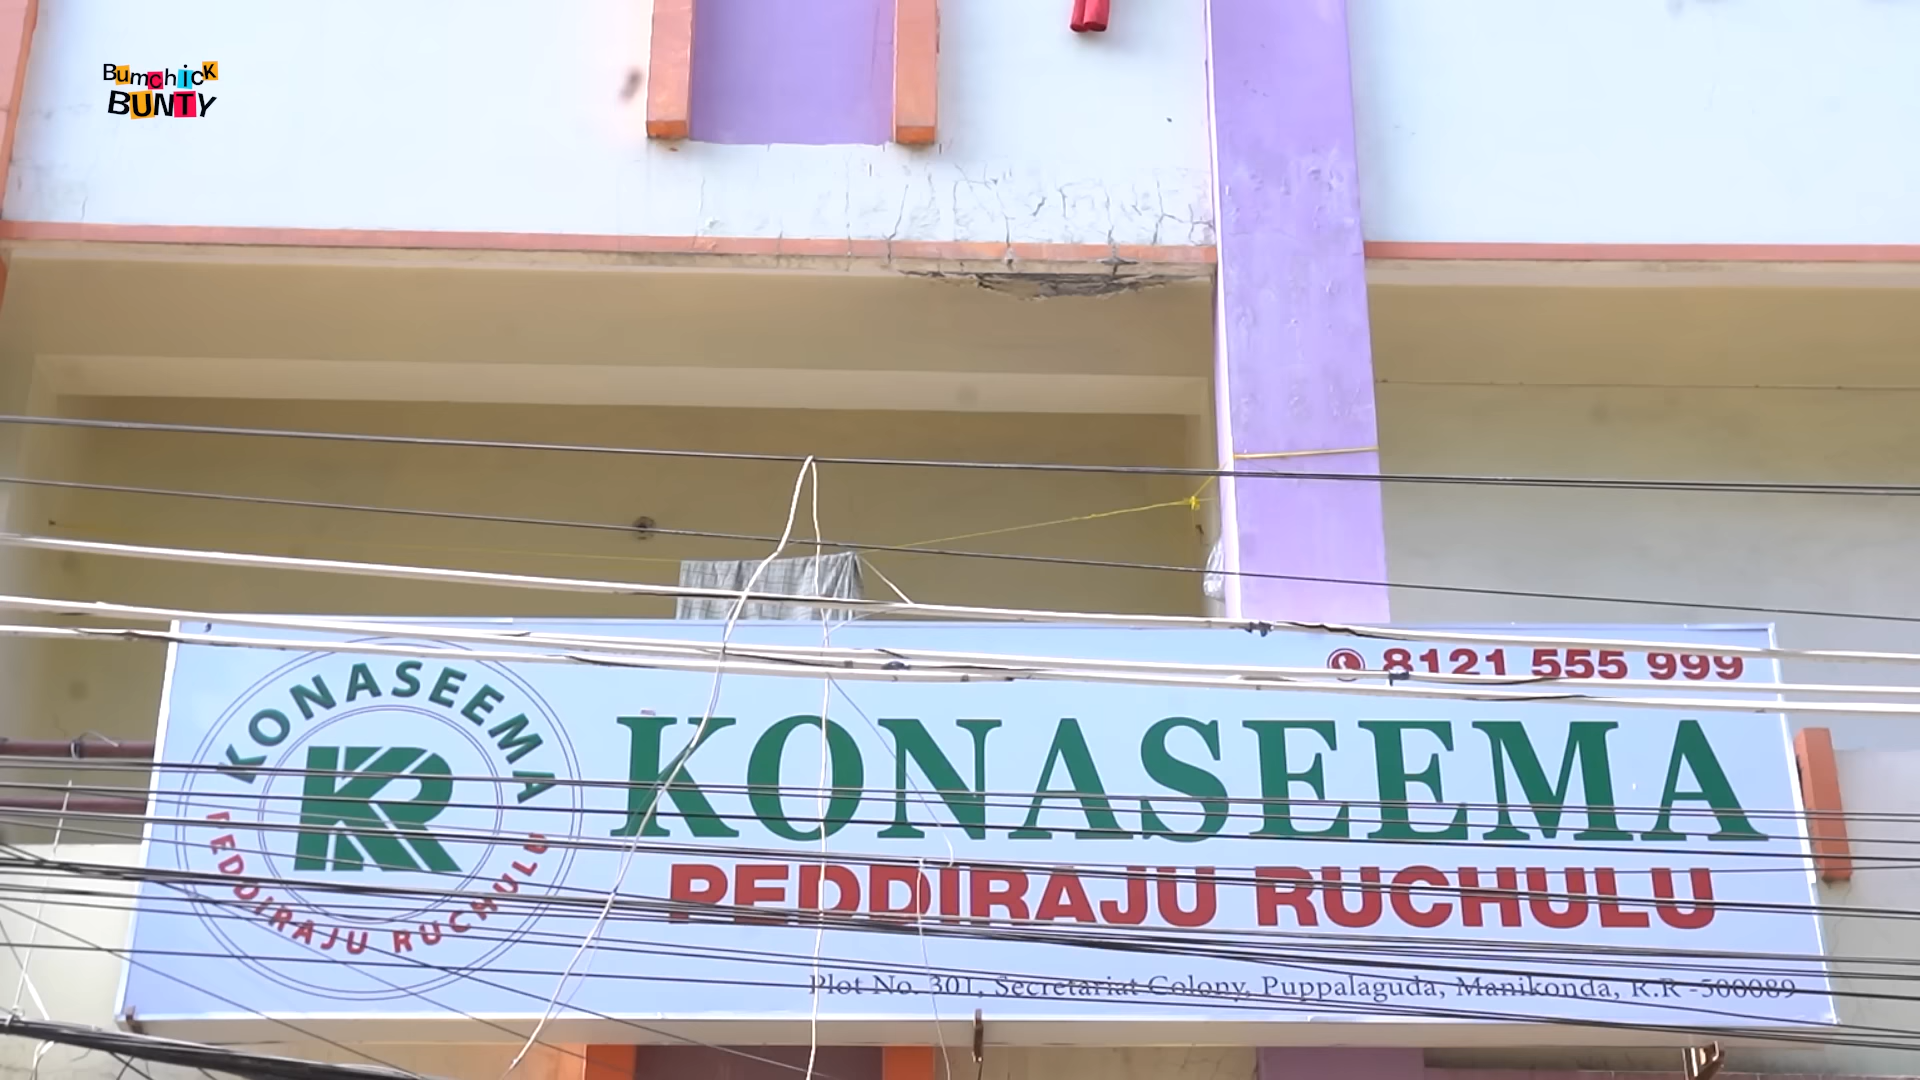 Bumchick
BUNTY
8121 555 999
KONASEEMA
KR
PEDDIRAJU RUCHULU
KONASEEMA
PEDDIRAJU RUCHULU
Plot No. 301, Secretariat Colony, Puppalaguda, Manikonda, R.R -500089